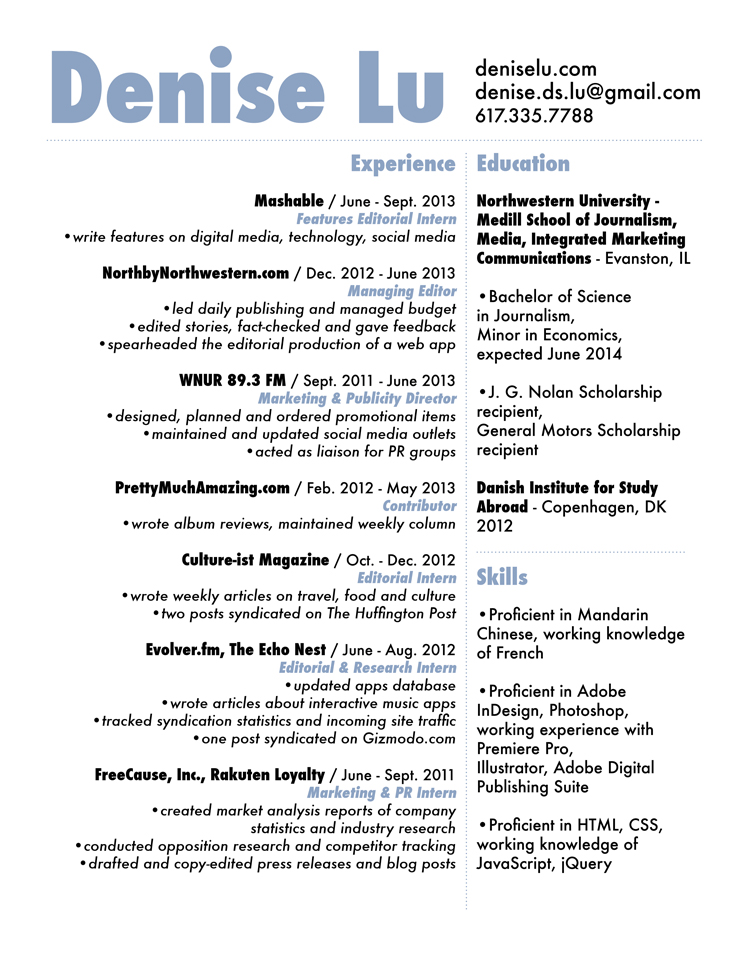 Denise Lu
deniselu.com
denise.ds.lu@gmail.com
617.335.7788
Experience
Mashable / June - Sept. 2013
Features Editorial Intern
•write features on digital media, technology, social media
NorthbyNorthwestern.com / Dec. 2012 - June 2013
Managing Editor
•led daily publishing and managed budget
•edited stories, fact-checked and gave feedback
•spearheaded the editorial production of a web app
WNUR 89.3 FM / Sept. 2011 - June 2013
Marketing & Publicity Director
•designed, planned and ordered promotional items
•maintained and updated social media outlets
•acted as liaison for PR groups
PrettyMuchAmazing.com / Feb. 2012 - May 2013
Contributor
•wrote album reviews, maintained weekly column
Culture-ist Magazine / Oct. - Dec. 2012
Editorial Intern
•wrote weekly articles on travel, food and culture
•two posts syndicated on The Huffington Post
Evolver.fm, The Echo Nest / June - Aug. 2012
Editorial & Research Intern
•updated apps database
•wrote articles about interactive music apps
•tracked syndication statistics and incoming site traffic
•one post syndicated on Gizmodo.com
FreeCause, Inc., Rakuten Loyalty / June - Sept. 2011
Marketing & PR Intern
•created market analysis reports of company
statistics and industry research
•conducted opposition research and competitor tracking
•drafted and copy-edited press releases and blog posts
Education
Northwestern University -
Medill School of Journalism,
Media, Integrated Marketing
Communications - Evanston, IL
•Bachelor of Science
in Journalism,
Minor in Economics,
expected June 2014
•J. G. Nolan Scholarship
recipient,
General Motors Scholarship
recipient
Danish Institute for Study
Abroad - Copenhagen, DK
2012
Skills
•Proficient in Mandarin
Chinese, working knowledge
of French
•Proficient in Adobe
InDesign, Photoshop,
working experience with
Premiere Pro,
Illustrator, Adobe Digital
Publishing Suite
•Proficient in HTML, CSS,
working knowledge of
JavaScript, jQuery